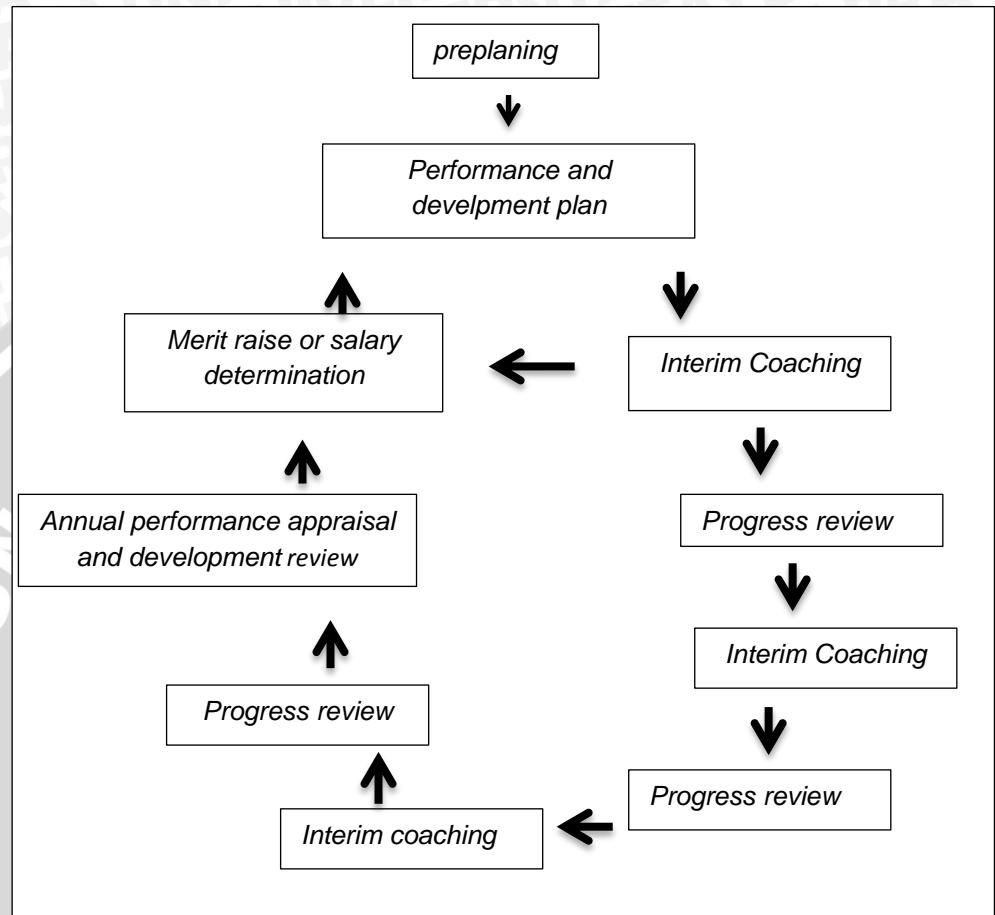 preplaning
Performance and
develpment plan
Merit raise or salary
determination
Interim Coaching
Annual performance appraisal
and development review
Progress review
Interim Coaching
Progress review
Progress review
Interim coaching